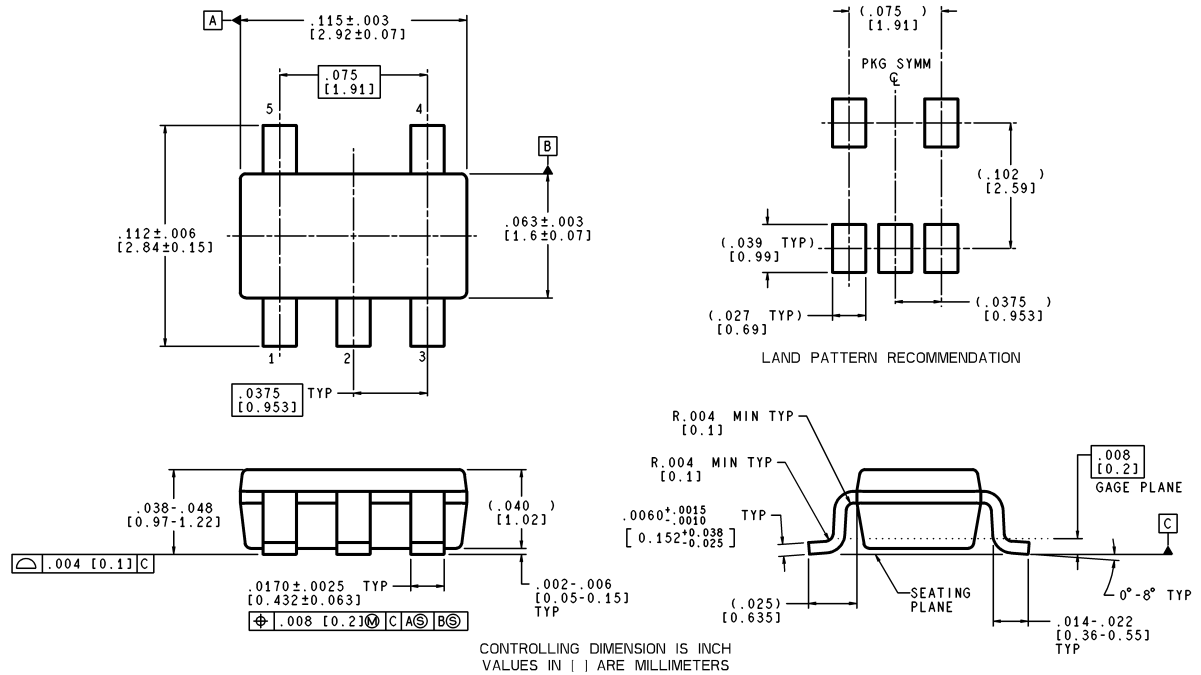 A
.115±.003
[2.92±0.07]
.075
[1.91]
5
4
B
.112±.006
[2.84±0.15]
.063±.003
[1.6±0.07]
1
2
3
.0375 TYP
[0.953]
(.075 )
[1.91]
PKG SYMM
℄
(.102 )
[2.59]
(.039 TYP)
[0.99]
(.027 TYP)
[0.69]
(.0375 )
[0.953]
LAND PATTERN RECOMMENDATION
.038-.048
[0.97-1.22]
(.040 )
[1.02]
⌓ .004 [0.1] C
.0170±.0025 TYP
[0.432±0.063]
⌖ .008 [0.2]Ⓜ C AⓈ BⓈ
.002-.006
[0.05-0.15]
TYP
R.004 MIN TYP
[0.1]
R.004 MIN TYP
[0.1]
.0060+.0015 -.0010 TYP
[0.152+0.038 -0.025]
.008
[0.2]
GAGE PLANE
C
SEATING
PLANE
(.025)
[0.635]
0°-8° TYP
.014-.022
[0.36-0.55]
TYP
CONTROLLING DIMENSION IS INCH
VALUES IN [ ] ARE MILLIMETERS